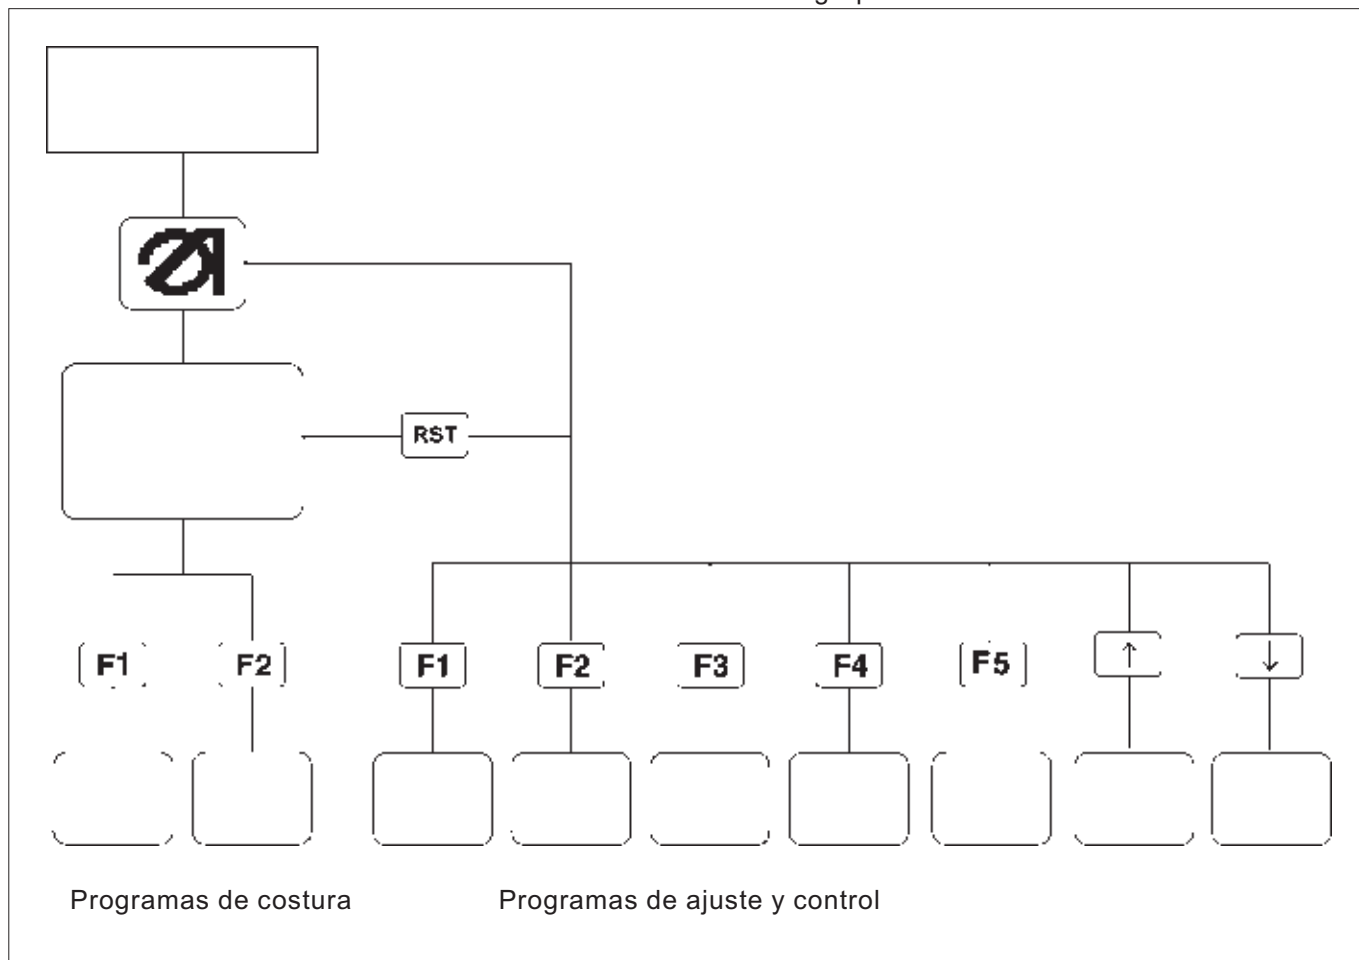 RST
F1 F2 F1 F2 F3 F4 F5 ↑ ↓
Programas de costura Programas de ajuste y control